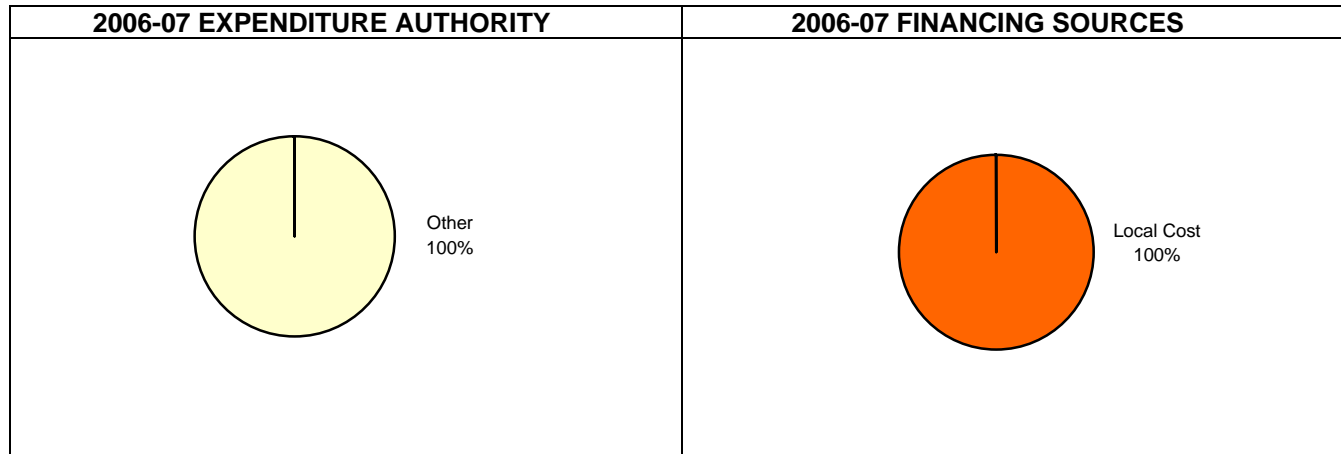 2006-07 EXPENDITURE AUTHORITY
2006-07 FINANCING SOURCES
Other
100%
Local Cost
100%